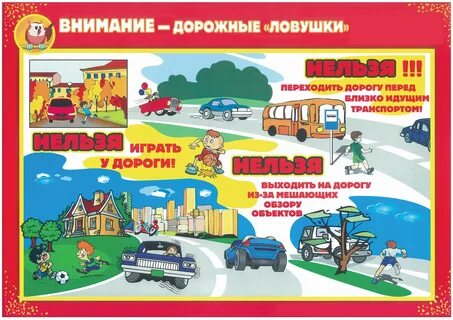 ВНИМАНИЕ — ДОРОЖНЫЕ «ЛОВУШКИ»
НЕЛЬЗЯ !!!
ПЕРЕХОДИТЬ ДОРОГУ ПЕРЕД
БЛИЗКО ИДУЩИМ
ТРАНСПОРТОМ!
НЕЛЬЗЯ
ИГРАТЬ
У ДОРОГИ!
НЕЛЬЗЯ
ВЫХОДИТЬ НА ДОРОГУ
ИЗ-ЗА МЕШАЮЩИХ
ОБЗОРУ
ОБЪЕКТОВ